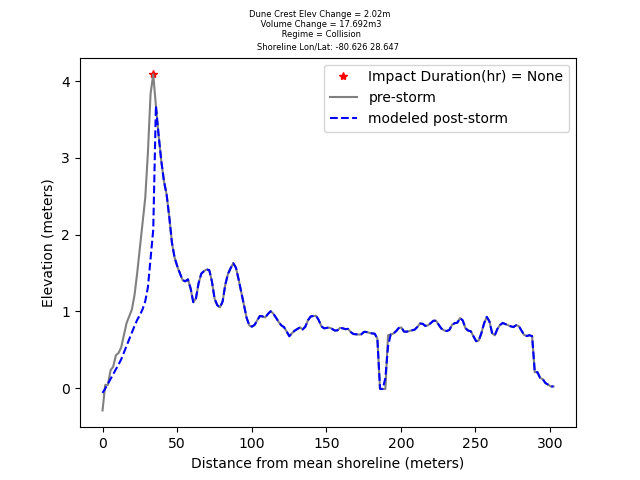 Dune Crest Elev Change = 2.02m
Volume Change = 17.692m3
Regime = Collision
Shoreline Lon/Lat: -80.626 28.647
Impact Duration(hr) = None
pre-storm
modeled post-storm
Elevation (meters)
4
3
2
1
0
0 50 100 150 200 250 300
Distance from mean shoreline (meters)